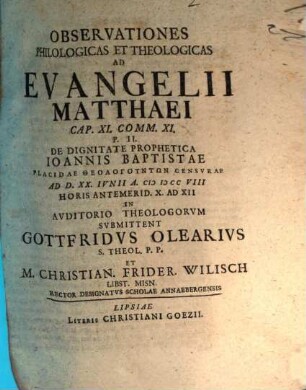 OBSERVATIONES
PHILOLOGICAS ET THEOLOGICAS
AD
EVANGELII
MATTHAEI
CAP. XI. COMM. XI.
P. II.
DE DIGNITATE PROPHETICA
IOANNIS BAPTISTAE
PLACIDAE ΘΕΟΛΟΓΟΥΝΤΩΝ CENSVRAE
AD D. XX. IVNII A. CIↃ IↃCC VIII
HORIS ANTEMERID. X. AD XII
IN
AVDITORIO THEOLOGORVM
SVBMITTENT
GOTTFRIDVS OLEARIVS
S. THEOL. P. P.
ET
M. CHRISTIAN. FRIDER. WILISCH
LIBST. MISN.
RECTOR DESIGNATVS SCHOLAE ANNAEBERGENSIS
LIPSIAE
LITERIS CHRISTIANI GOEZII.